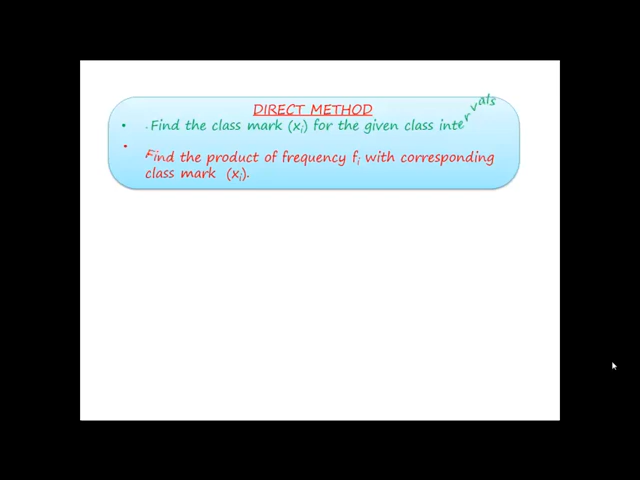 DIRECT METHOD
• .Find the class mark (xᵢ) for the given class intervals
• Find the product of frequency fᵢ with corresponding
class mark (xᵢ).